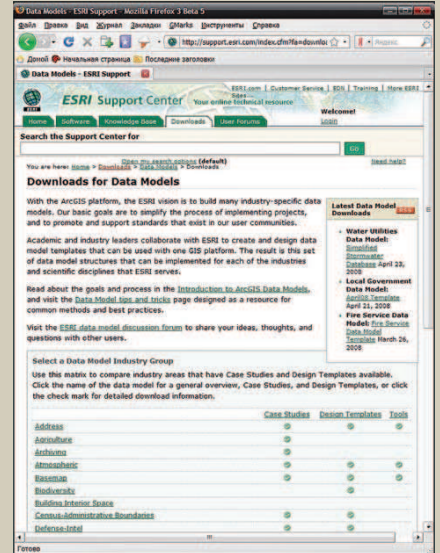 Data Models - ESRI Support - Mozilla Firefox 3 Beta 5
Файл Правка Вид Журнал Закладки GMarks Инструменты Справка
http://support.esri.com/index.cfm?fa=downloa
Яндекс
Домой Начальная страница Последние заголовки
Data Models - ESRI Support
ESRI.com | Customer Service | EDN | Training | More ESRI Sites
ESRI Support Center Your online technical resource
Welcome!
Login
Home Software Knowledge Base Downloads User Forums
Search the Support Center for
GO
Open my search options (default) Need help?
You are here: Home > Downloads > Data Models > Downloads
Downloads for Data Models
With the ArcGIS platform, the ESRI vision is to build many industry-specific data
models. Our basic goals are to simplify the process of implementing projects,
and to promote and support standards that exist in our user communities.
Academic and industry leaders collaborate with ESRI to create and design data
model templates that can be used with one GIS platform. The result is this set
of data model structures that can be implemented for each of the industries
and scientific disciplines that ESRI serves.
Read about the goals and process in the Introduction to ArcGIS Data Models,
and visit the Data Model tips and tricks page designed as a resource for
common methods and best practices.
Visit the ESRI data model discussion forum to share your ideas, thoughts, and
questions with other users.
Latest Data Model
Downloads
Water Utilities
Data Model:
Simplified
Stormwater
Database April 23,
2008
Local Government
Data Model:
April08 Template
April 21, 2008
Fire Service Data
Model: Fire Service
Data Model
Template March 26,
2008
Select a Data Model Industry Group
Use this matrix to compare industry areas that have Case Studies and Design Templates available.
Click the name of the data model for a general overview, Case Studies, and Design Templates, or click
the check mark for detailed download information.
Case Studies Design Templates Tools
Address
Agriculture
Archiving
Atmospheric
Basemap
Biodiversity
Building Interior Space
Census-Administrative Boundaries
Defense-Intel
Готово